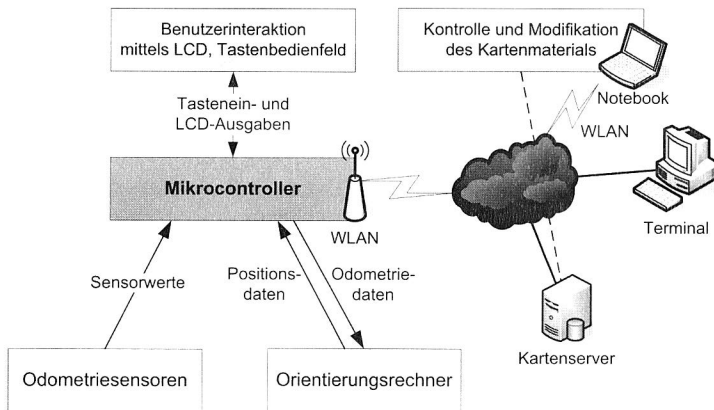 Benutzerinteraktion
mittels LCD, Tastenbedienfeld
Kontrolle und Modifikation
des Kartenmaterials
Notebook
WLAN
Tastenein- und
LCD-Ausgaben
Mikrocontroller
WLAN
Terminal
Sensorwerte
Positions-
daten
Odometrie-
daten
Kartenserver
Odometriesensoren
Orientierungsrechner